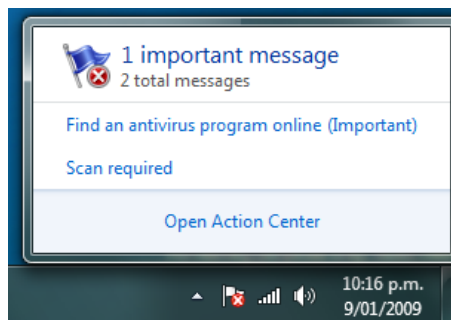 1 important message
2 total messages
Find an antivirus program online (Important)
Scan required
Open Action Center
10:16 p.m.
9/01/2009